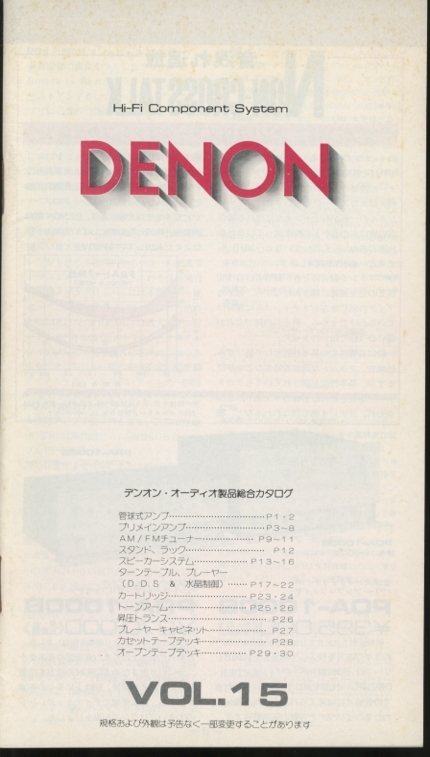 Hi-Fi Component System
DENON
デンオン・オーディオ製品総合カタログ
管球式アンプ……………………P1・2
プリメインアンプ…………………P3~8
AM/FMチューナー……………P9~11
スタンド、ラック……………………P12
スピーカーシステム……………P13~16
ターンテーブル、プレーヤー
(D.D.S & 水晶制御)……P17~22
カートリッジ……………………P23・24
トーンアーム……………………P25・26
昇圧トランス……………………P26
プレーヤーキャビネット……………P27
カセットテープデッキ………………P28
オープンテープデッキ……………P29・30
VOL.15
規格および外観は予告なく一部変更することがあります